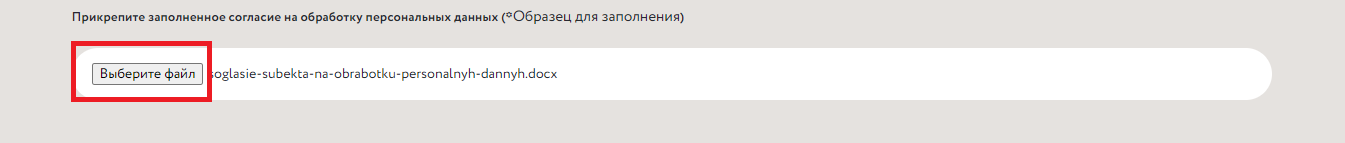 Прикрепите заполненное согласие на обработку персональных данных (*Образец для заполнения)
Выберите файл soglasie-subekta-na-obrabotku-personalnyh-dannyh.docx